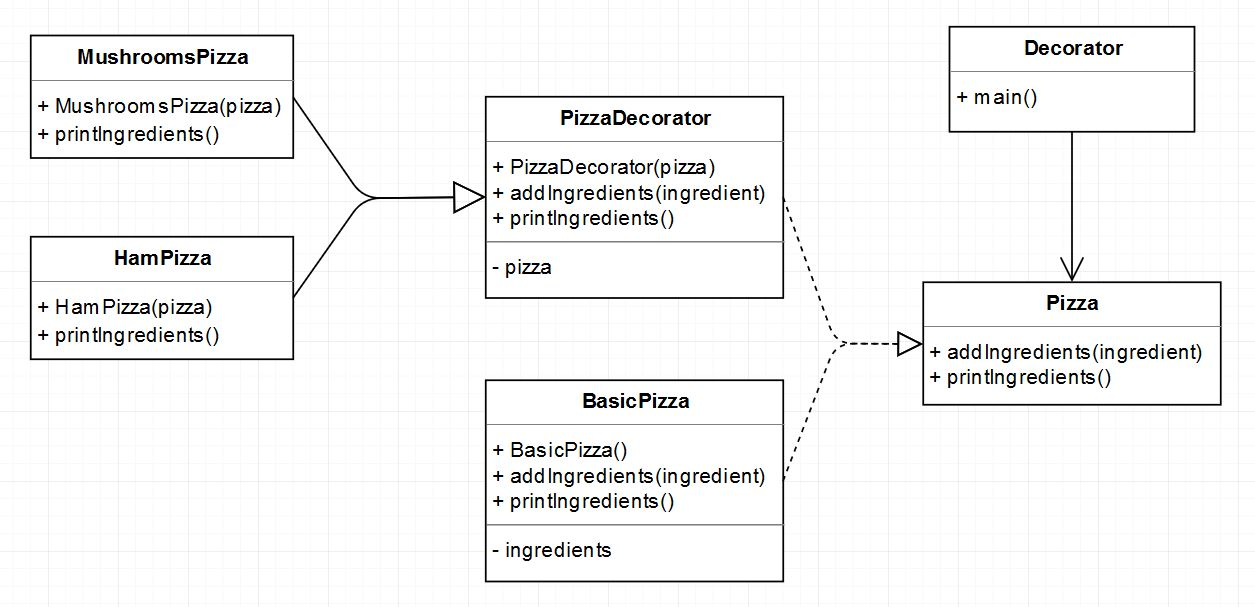 MushroomsPizza
+ MushroomsPizza(pizza)
+ printIngredients()
HamPizza
+ HamPizza(pizza)
+ printIngredients()
PizzaDecorator
+ PizzaDecorator(pizza)
+ addIngredients(ingredient)
+ printIngredients()
- pizza
BasicPizza
+ BasicPizza()
+ addIngredients(ingredient)
+ printIngredients()
- ingredients
Decorator
+ main()
Pizza
+ addIngredients(ingredient)
+ printIngredients()